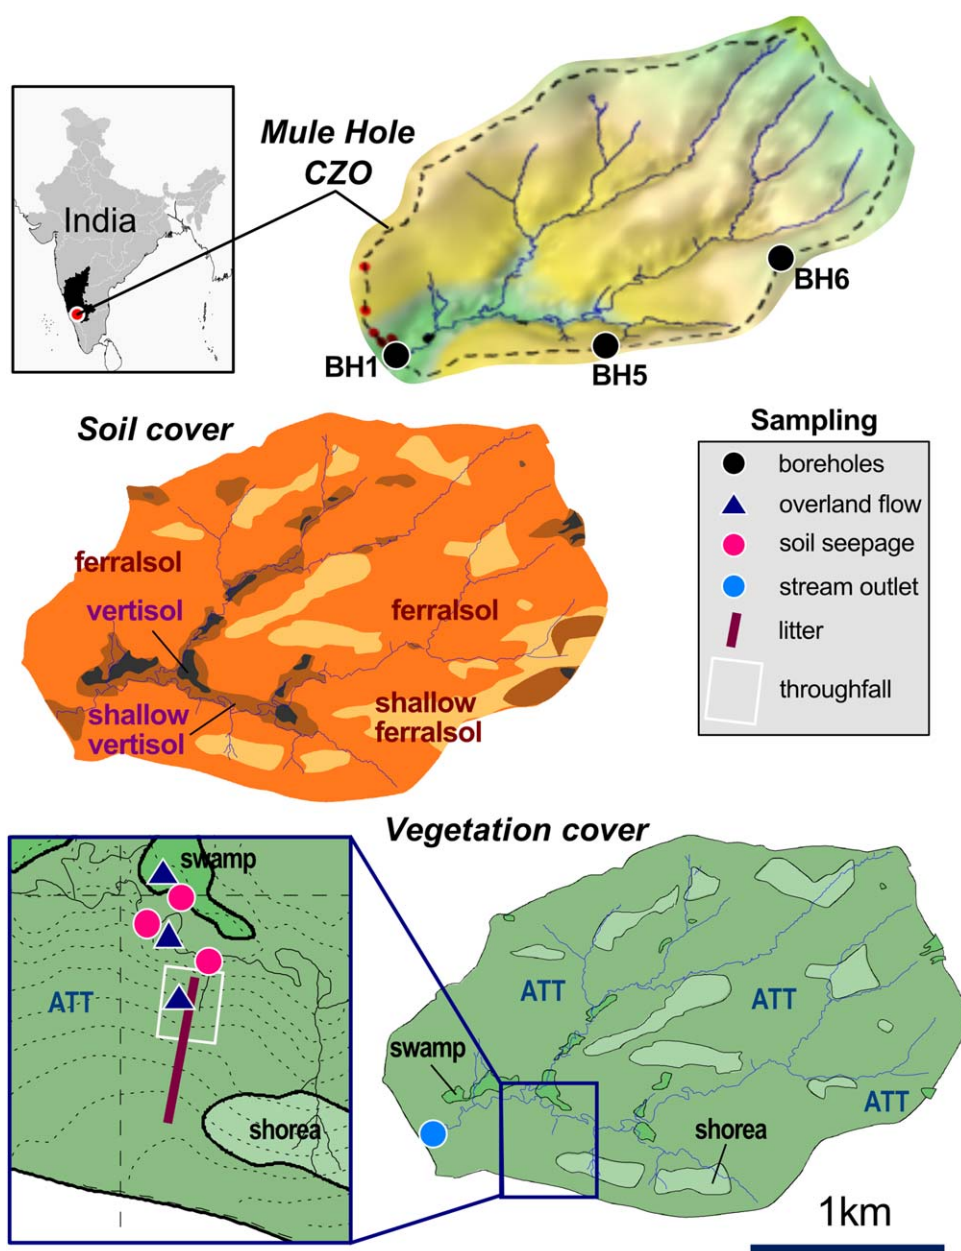 Mule Hole
CZO
India
BH6
BH1
BH5
Soil cover
Sampling
boreholes
overland flow
soil seepage
stream outlet
litter
throughfall
ferralsol
vertisol
ferralsol
shallow
vertisol
shallow
ferralsol
Vegetation cover
swamp
ATT
shorea
ATT
ATT
swamp
ATT
shorea
1km